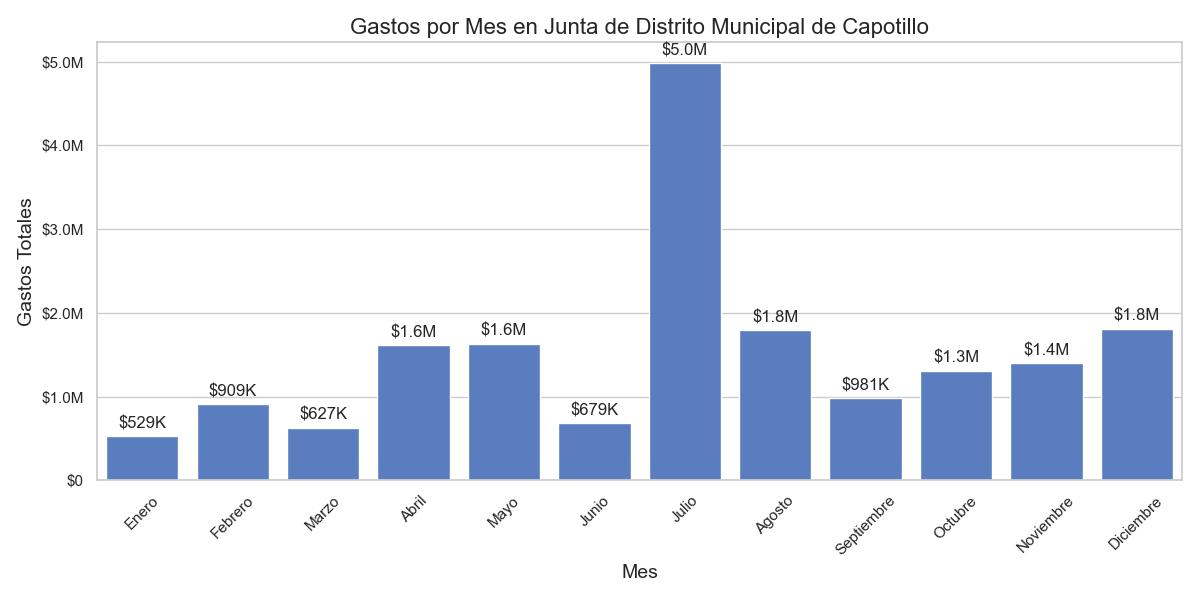 Gastos por Mes en Junta de Distrito Municipal de Capotillo
Gastos Totales
$5.0M
$4.0M
$3.0M
$2.0M
$1.0M
$0
$529K
$909K
$627K
$1.6M
$1.6M
$679K
$5.0M
$1.8M
$981K
$1.3M
$1.4M
$1.8M
Enero
Febrero
Marzo
Abril
Mayo
Junio
Julio
Agosto
Septiembre
Octubre
Noviembre
Diciembre
Mes